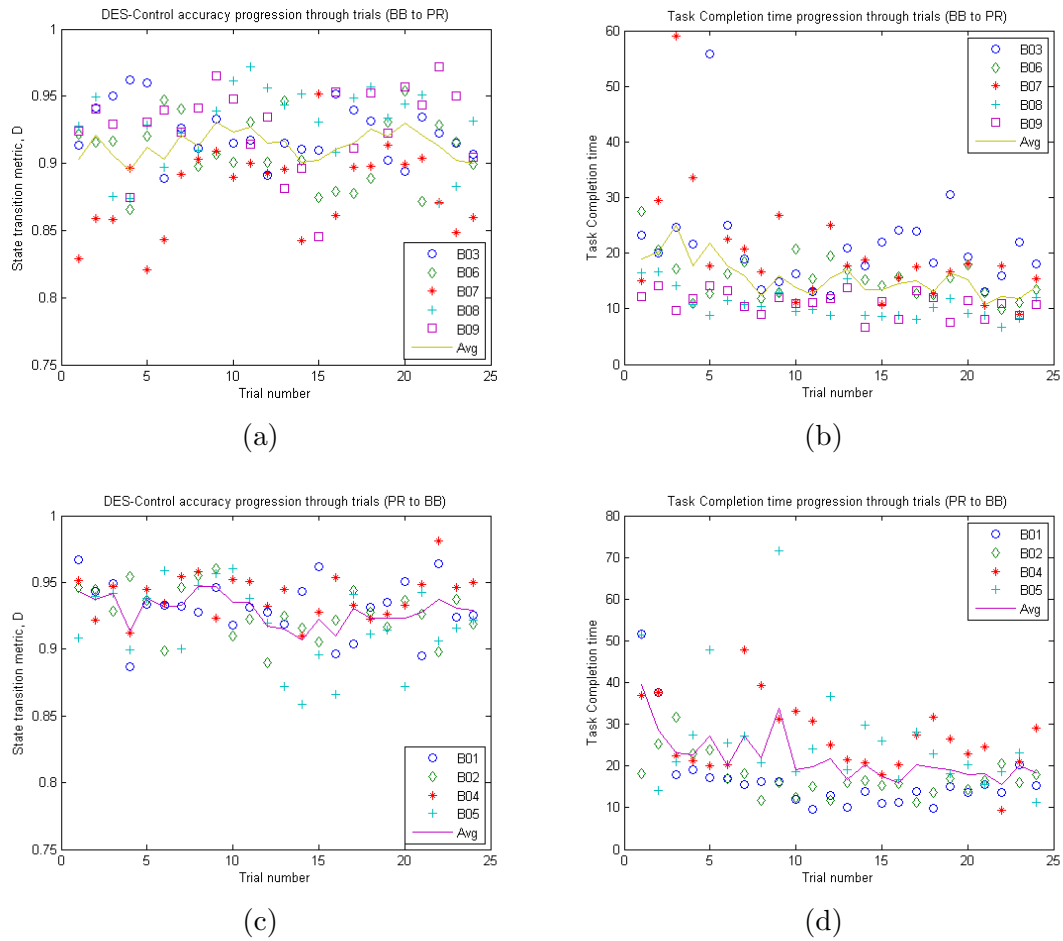 DES-Control accuracy progression through trials (BB to PR)
1
0.95
0.9
0.85
0.8
0.75
State transition metric, D
0
5
10
15
20
25
Trial number
B03
B06
B07
B08
B09
Avg
(a)
Task Completion time progression through trials (BB to PR)
60
50
40
30
20
10
0
Task Completion time
0
5
10
15
20
25
Trial number
B03
B06
B07
B08
B09
Avg
(b)
DES-Control accuracy progression through trials (PR to BB)
1
0.95
0.9
0.85
0.8
0.75
State transition metric, D
0
5
10
15
20
25
Trial number
B01
B02
B04
B05
Avg
(c)
Task Completion time progression through trials (PR to BB)
80
70
60
50
40
30
20
10
0
Task Completion time
0
5
10
15
20
25
Trial number
B01
B02
B04
B05
Avg
(d)